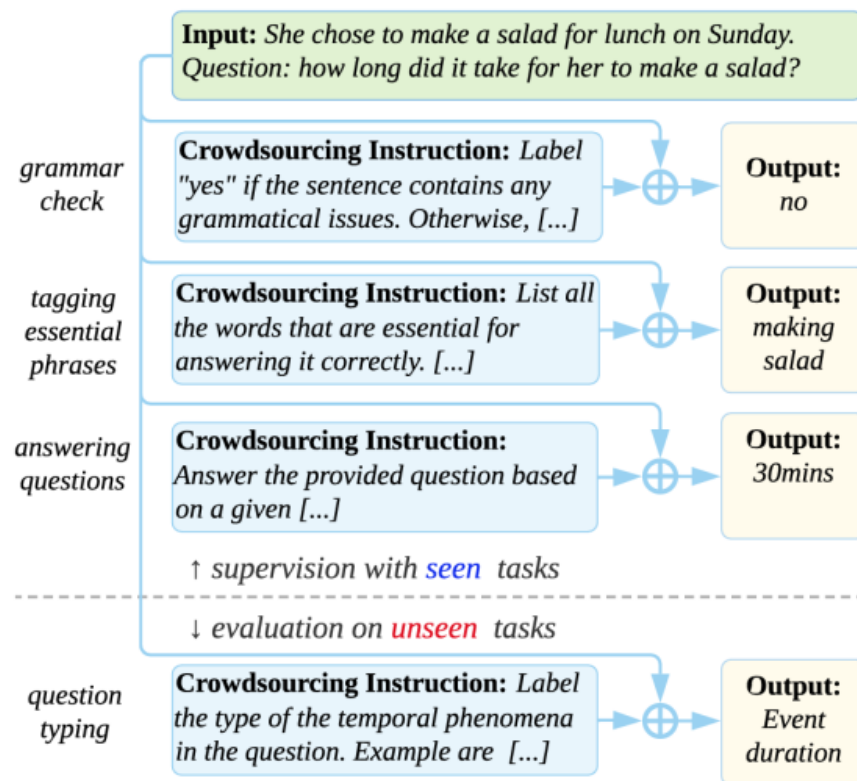 Input: She chose to make a salad for lunch on Sunday.
Question: how long did it take for her to make a salad?
grammar
check
Crowdsourcing Instruction: Label
"yes" if the sentence contains any
grammatical issues. Otherwise, [...]
Output:
no
tagging
essential
phrases
Crowdsourcing Instruction: List all
the words that are essential for
answering it correctly. [...]
Output:
making
salad
answering
questions
Crowdsourcing Instruction:
Answer the provided question based
on a given [...]
Output:
30mins
↑ supervision with seen tasks
↓ evaluation on unseen tasks
question
typing
Crowdsourcing Instruction: Label
the type of the temporal phenomena
in the question. Example are [...]
Output:
Event
duration